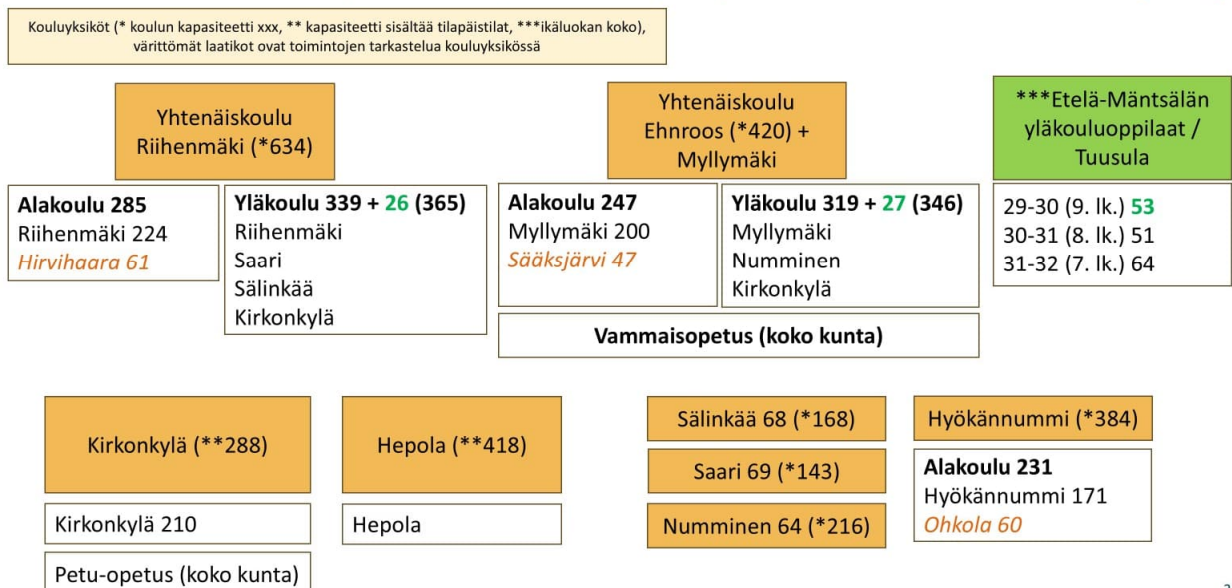 Kouluyksiköt (* koulun kapasiteetti xxx, ** kapasiteetti sisältää tilapäistilat, ***ikäluokan koko),
värittömät laatikot ovat toimintojen tarkastelua kouluyksikössä
Yhtenäiskoulu
Riihenmäki (*634)
Alakoulu 285
Riihenmäki 224
Hirvihaara 61
Yläkoulu 339 + 26 (365)
Riihenmäki
Saari
Sälinkää
Kirkonkylä
Yhtenäiskoulu
Ehnroos (*420) +
Myllymäki
Alakoulu 247
Myllymäki 200
Sääksjärvi 47
Yläkoulu 319 + 27 (346)
Myllymäki
Numminen
Kirkonkylä
Vammaisopetus (koko kunta)
***Etelä-Mäntsälän
yläkouluoppilaat /
Tuusula
29-30 (9. lk.) 53
30-31 (8. lk.) 51
31-32 (7. lk.) 64
Kirkonkylä (**288)
Kirkonkylä 210
Petu-opetus (koko kunta)
Hepola (**418)
Hepola
Sälinkää 68 (*168)
Saari 69 (*143)
Numminen 64 (*216)
Hyökännummi (*384)
Alakoulu 231
Hyökännummi 171
Ohkola 60